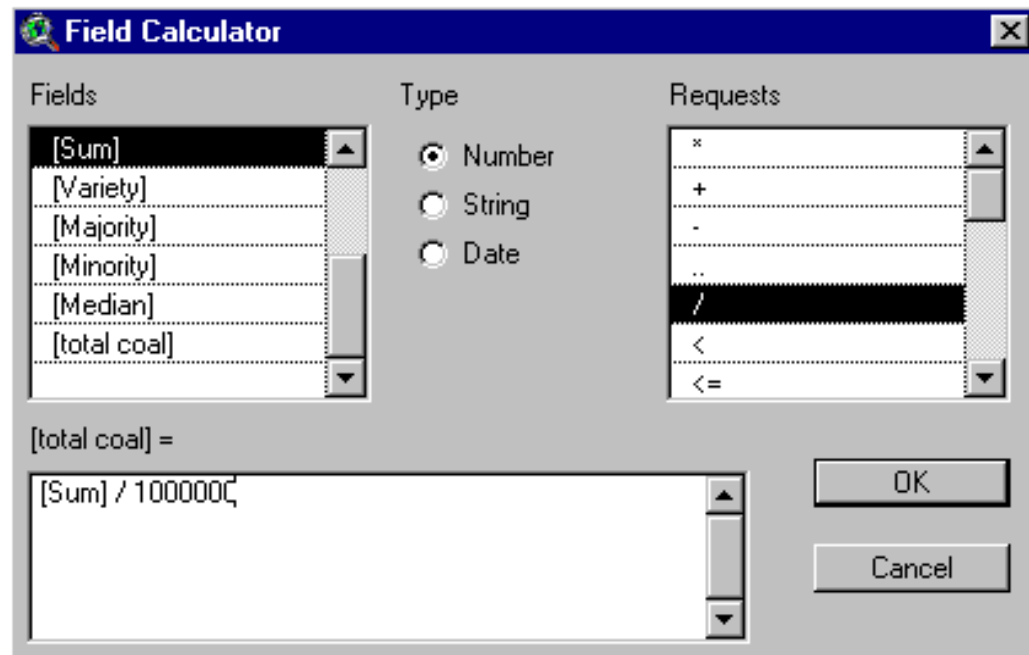 Field Calculator
Fields
Type
Requests
[Sum]
[Variety]
[Majority]
[Minority]
[Median]
[total coal]
Number
String
Date
*
+
-
..
/
<
<=
[total coal] =
[Sum] / 1000000
OK
Cancel